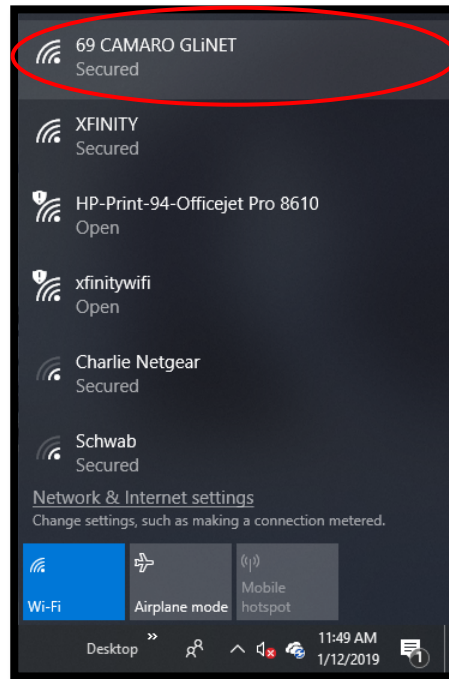 69 CAMARO GLiNET
Secured
XFINITY
Secured
HP-Print-94-Officejet Pro 8610
Open
xfinitywifi
Open
Charlie Netgear
Secured
Schwab
Secured
Network & Internet settings
Change settings, such as making a connection metered.
Wi-Fi
Airplane mode
Mobile
hotspot
Desktop
11:49 AM
1/12/2019
1